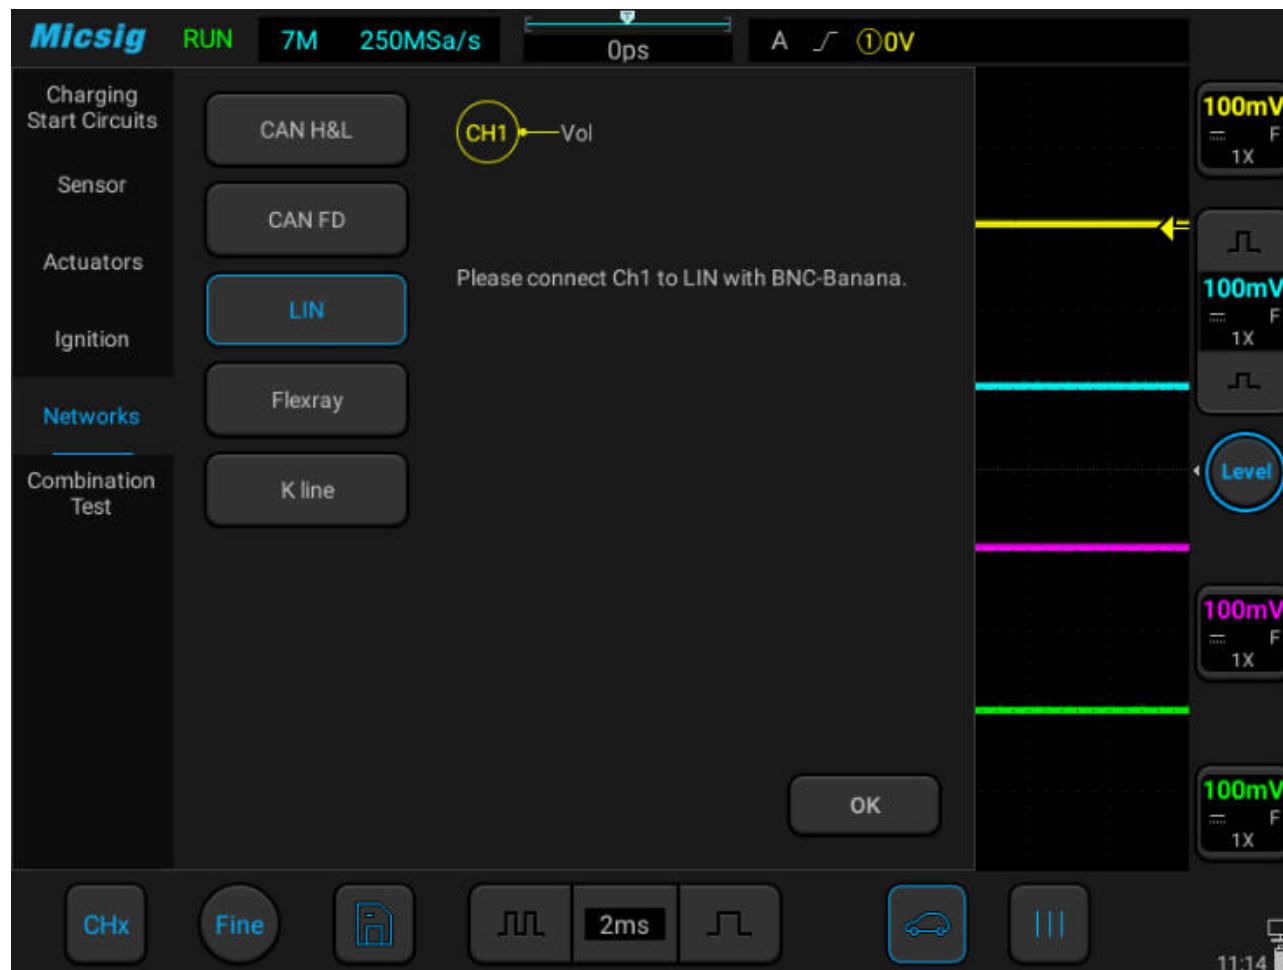 Micsig RUN 7M 250MSa/s T 0ps A ①0V
Charging
Start Circuits
Sensor
Actuators
Ignition
Networks
Combination
Test
CAN H&L
CAN FD
LIN
Flexray
K line
CH1 Vol
Please connect Ch1 to LIN with BNC-Banana.
OK
100mV
F
1X
100mV
F
1X
Level
100mV
F
1X
100mV
F
1X
CHx Fine 2ms
11:14